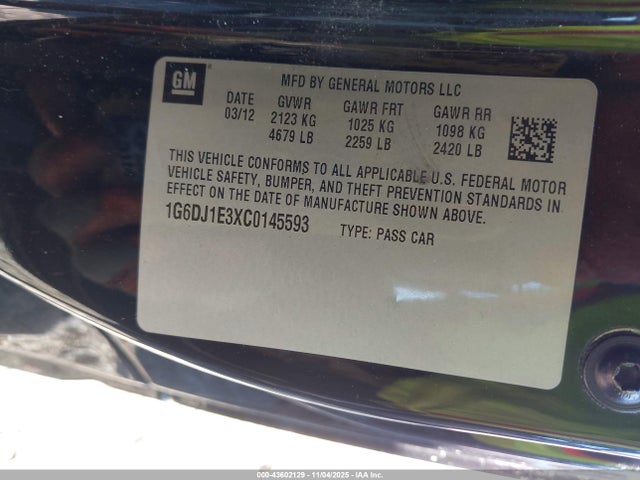 GM
MFD BY GENERAL MOTORS LLC
DATE GVWR GAWR FRT GAWR RR
03/12 2123 KG 1025 KG 1098 KG
4679 LB 2259 LB 2420 LB
THIS VEHICLE CONFORMS TO ALL APPLICABLE U.S. FEDERAL MOTOR
VEHICLE SAFETY, BUMPER, AND THEFT PREVENTION STANDARDS IN
EFFECT ON THE DATE OF MANUFACTURE SHOWN ABOVE.
1G6DJ1E3XC0145593 TYPE: PASS CAR
000-43602129 - 11/04/2025 - © IAA Inc.